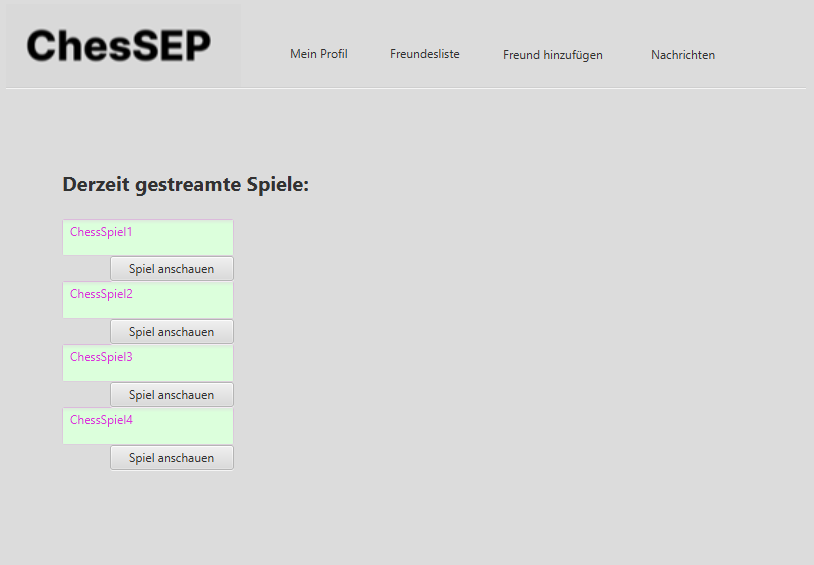 ChesSEP
Mein Profil Freundesliste Freund hinzufügen Nachrichten
Derzeit gestreamte Spiele:
ChessSpiel1
Spiel anschauen
ChessSpiel2
Spiel anschauen
ChessSpiel3
Spiel anschauen
ChessSpiel4
Spiel anschauen